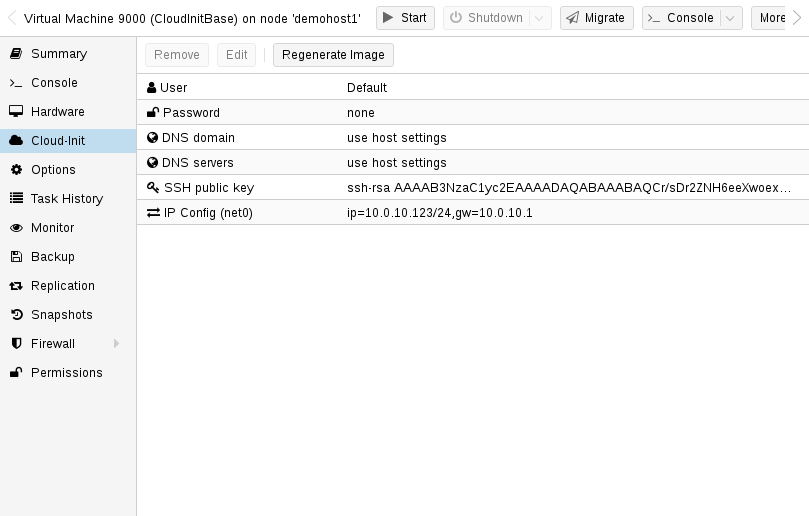 Virtual Machine 9000 (CloudInitBase) on node 'demohost1'
Start
Shutdown
Migrate
Console
More
Summary
Console
Hardware
Cloud-Init
Options
Task History
Monitor
Backup
Replication
Snapshots
Firewall
Permissions
Remove
Edit
Regenerate Image
User Default
Password none
DNS domain use host settings
DNS servers use host settings
SSH public key ssh-rsa AAAAB3NzaC1yc2EAAAADAQABAAABAQCr/sDr2ZNH6eeXwoex...
IP Config (net0) ip=10.0.10.123/24,gw=10.0.10.1